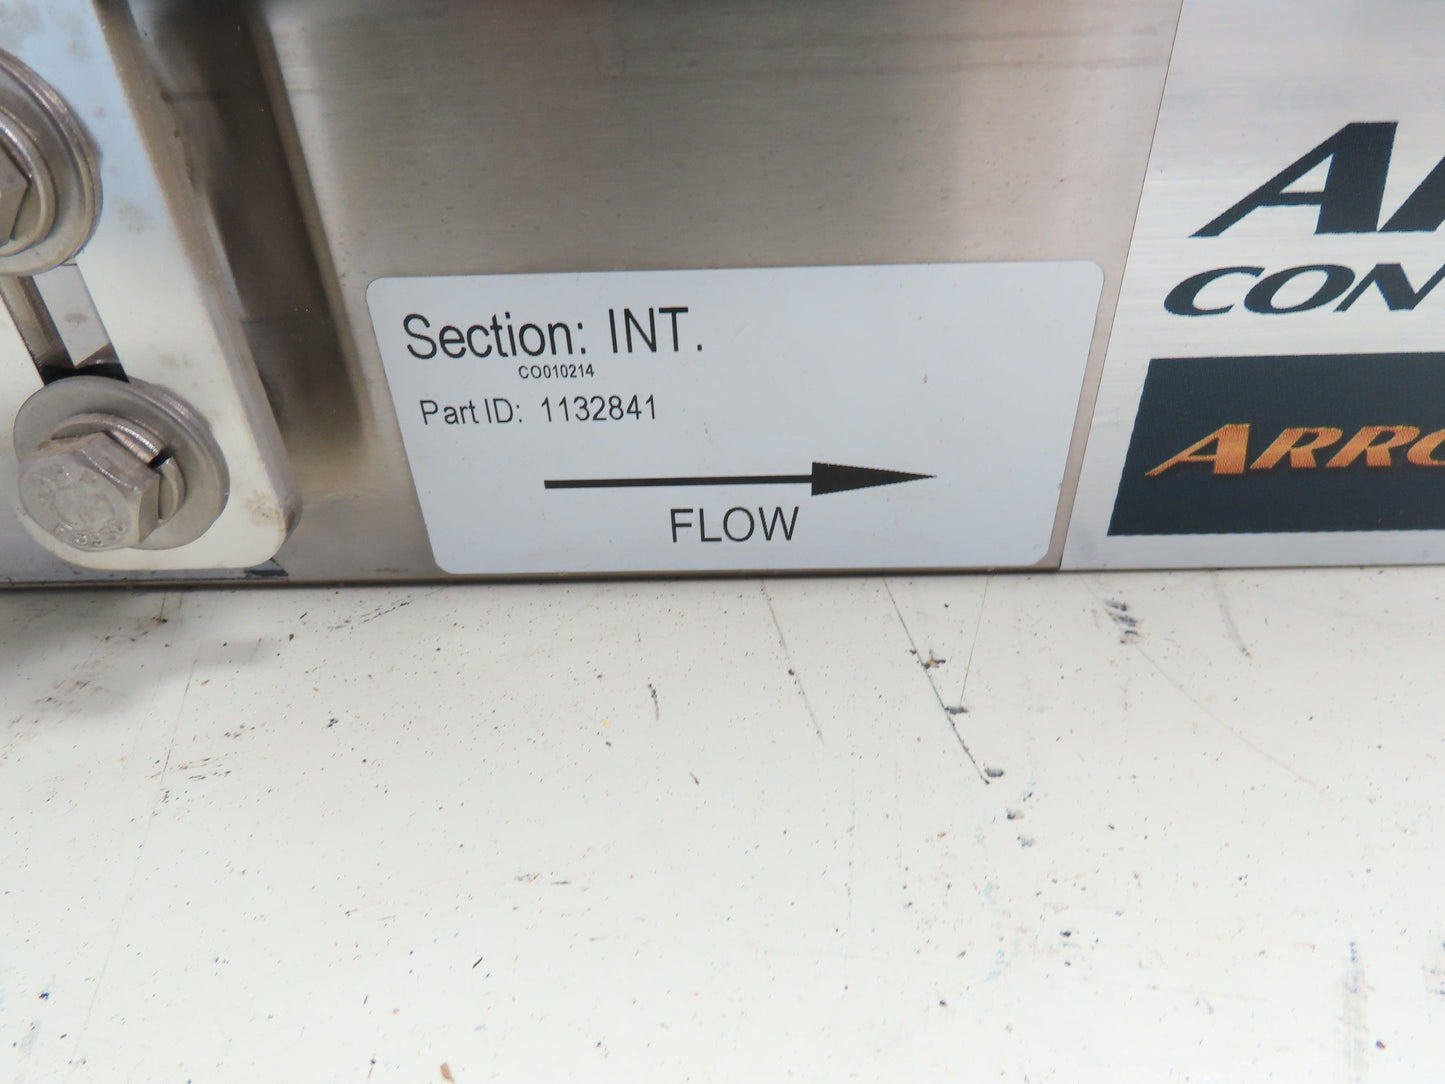 Section: INT.
CO010214
Part ID: 1132841
FLOW